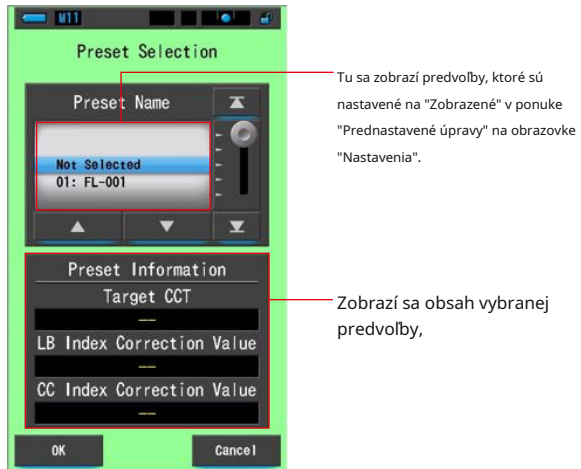 M11
Preset Selection
Preset Name
Not Selected
01: FL-001
Preset Information
Target CCT
--
LB Index Correction Value
--
CC Index Correction Value
--
OK
Cancel
Tu sa zobrazí predvoľby, ktoré sú
nastavené na "Zobrazené" v ponuke
"Prednastavené úpravy" na obrazovke
"Nastavenia".
Zobrazí sa obsah vybranej
predvoľby,